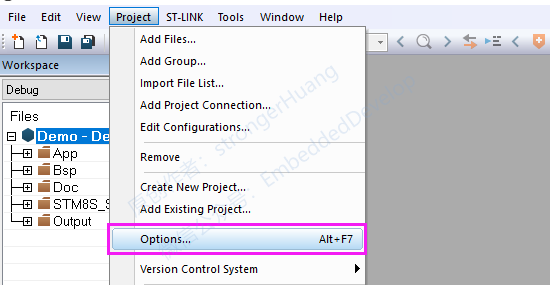 File Edit View Project ST-LINK Tools Window Help
Workspace
Debug
Files
Demo - De
App
Bsp
Doc
STM8S_S
Output
Add Files...
Add Group...
Import File List...
Add Project Connection...
Edit Configurations...
Remove
Create New Project...
Add Existing Project...
Options... Alt+F7
Version Control System
strongerHuang